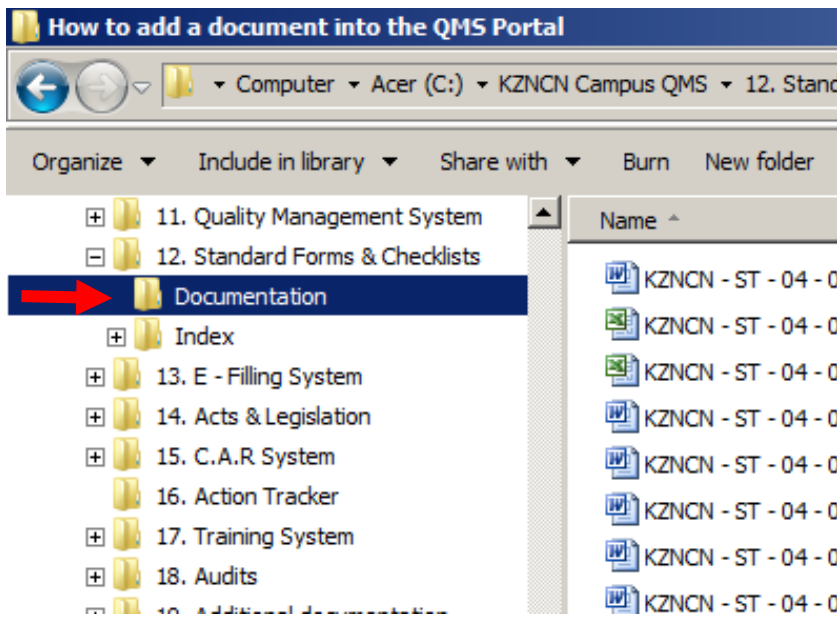 How to add a document into the QMS Portal
Computer Acer (C:) KZNCN Campus QMS 12. Stand
Organize Include in library Share with Burn New folder
11. Quality Management System
12. Standard Forms & Checklists
Documentation
Index
13. E - Filling System
14. Acts & Legislation
15. C.A.R System
16. Action Tracker
17. Training System
18. Audits
19. Additional documentation
Name
KZNCN - ST - 04 - 0
KZNCN - ST - 04 - 0
KZNCN - ST - 04 - 0
KZNCN - ST - 04 - 0
KZNCN - ST - 04 - 0
KZNCN - ST - 04 - 0
KZNCN - ST - 04 - 0
KZNCN - ST - 04 - 0